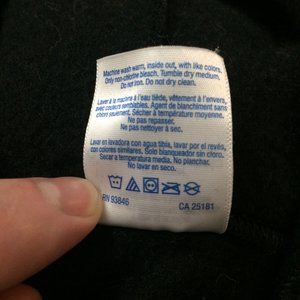 Machine wash warm, inside out, with like colors.
Only non-chlorine bleach. Tumble dry medium.
Do not iron. Do not dry clean.
Laver à la machine à l'eau tiède, vêtement à l'envers,
avec couleurs semblables. Agent de blanchiment sans
chlore seulement. Sécher à température moyenne.
Ne pas repasser.
Ne pas nettoyer à sec.
Lavar en lavadora con agua tibia, lavar por el revés,
con colores similares. Solo blanqueador sin cloro.
Secar a temperatura media. No planchar.
No lavar en seco.
RN 93846 CA 25181